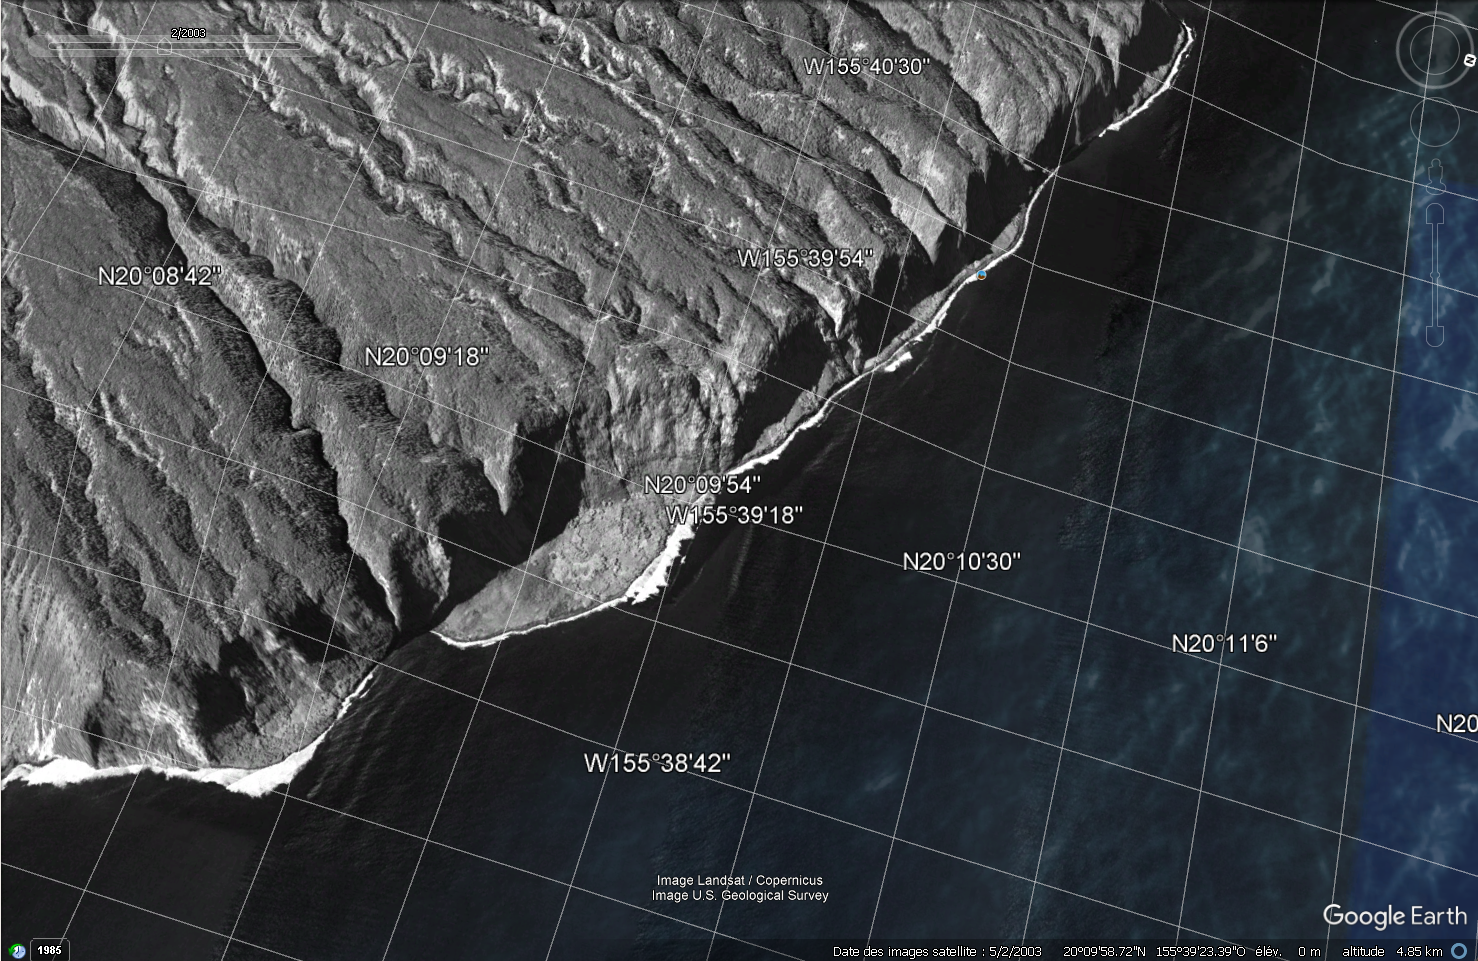 2/2003
W155°40'30"
N
W155°39'54"
N20°08'42"
N20°09'18"
N20°09'54"
W155°39'18"
N20°10'30"
N20°11'6"
N20
W155°38'42"
Image Landsat / Copernicus
Image U.S. Geological Survey
Google Earth
1985
Date des images satellite : 5/2/2003 20°09'58.72"N 155°39'23.39"O élév. 0 m altitude 4.85 km